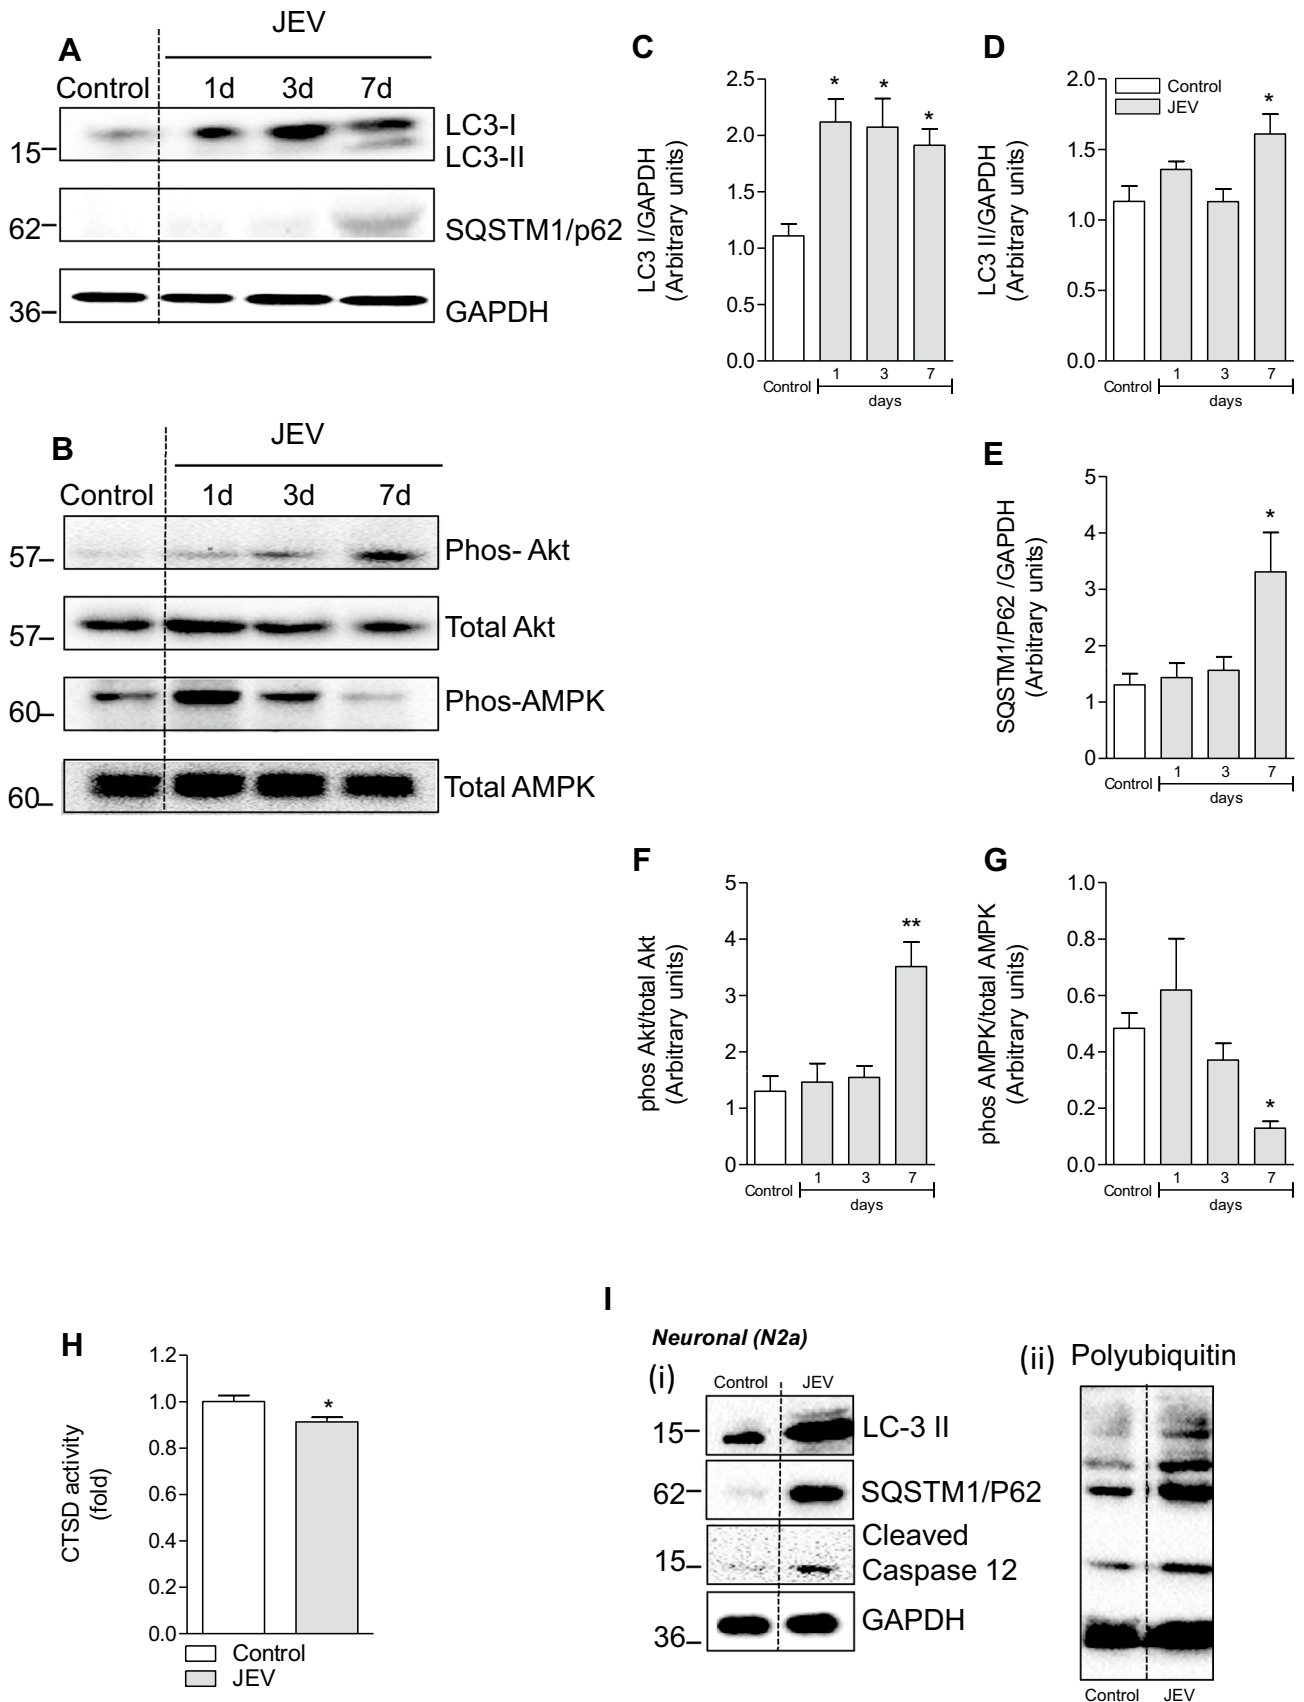 A
JEV
Control 1d 3d 7d
LC3-I
15
LC3-II
62
SQSTM1/p62
36
GAPDH
B
JEV
Control 1d 3d 7d
57
Phos- Akt
57
Total Akt
60
Phos-AMPK
60
Total AMPK
C
LC3 I/GAPDH
(Arbitrary units)
2.5
2.0
1.5
1.0
0.5
0.0
* * *
Control 1 3 7
days
D
LC3 II/GAPDH
(Arbitrary units)
2.0
1.5
1.0
0.5
0.0
Control
JEV
*
Control 1 3 7
days
E
SQSTM1/P62 /GAPDH
(Arbitrary units)
5
4
3
2
1
0
*
Control 1 3 7
days
F
phos Akt/total Akt
(Arbitrary units)
5
4
3
2
1
0
**
Control 1 3 7
days
G
phos AMPK/total AMPK
(Arbitrary units)
1.0
0.8
0.6
0.4
0.2
0.0
*
Control 1 3 7
days
H
CTSD activity
(fold)
1.2
1.0
0.8
0.6
0.4
0.2
0.0
*
Control
JEV
I
Neuronal (N2a)
(i)
Control JEV
15
LC-3 II
62
SQSTM1/P62
15
Cleaved
Caspase 12
36
GAPDH
(ii) Polyubiquitin
Control JEV